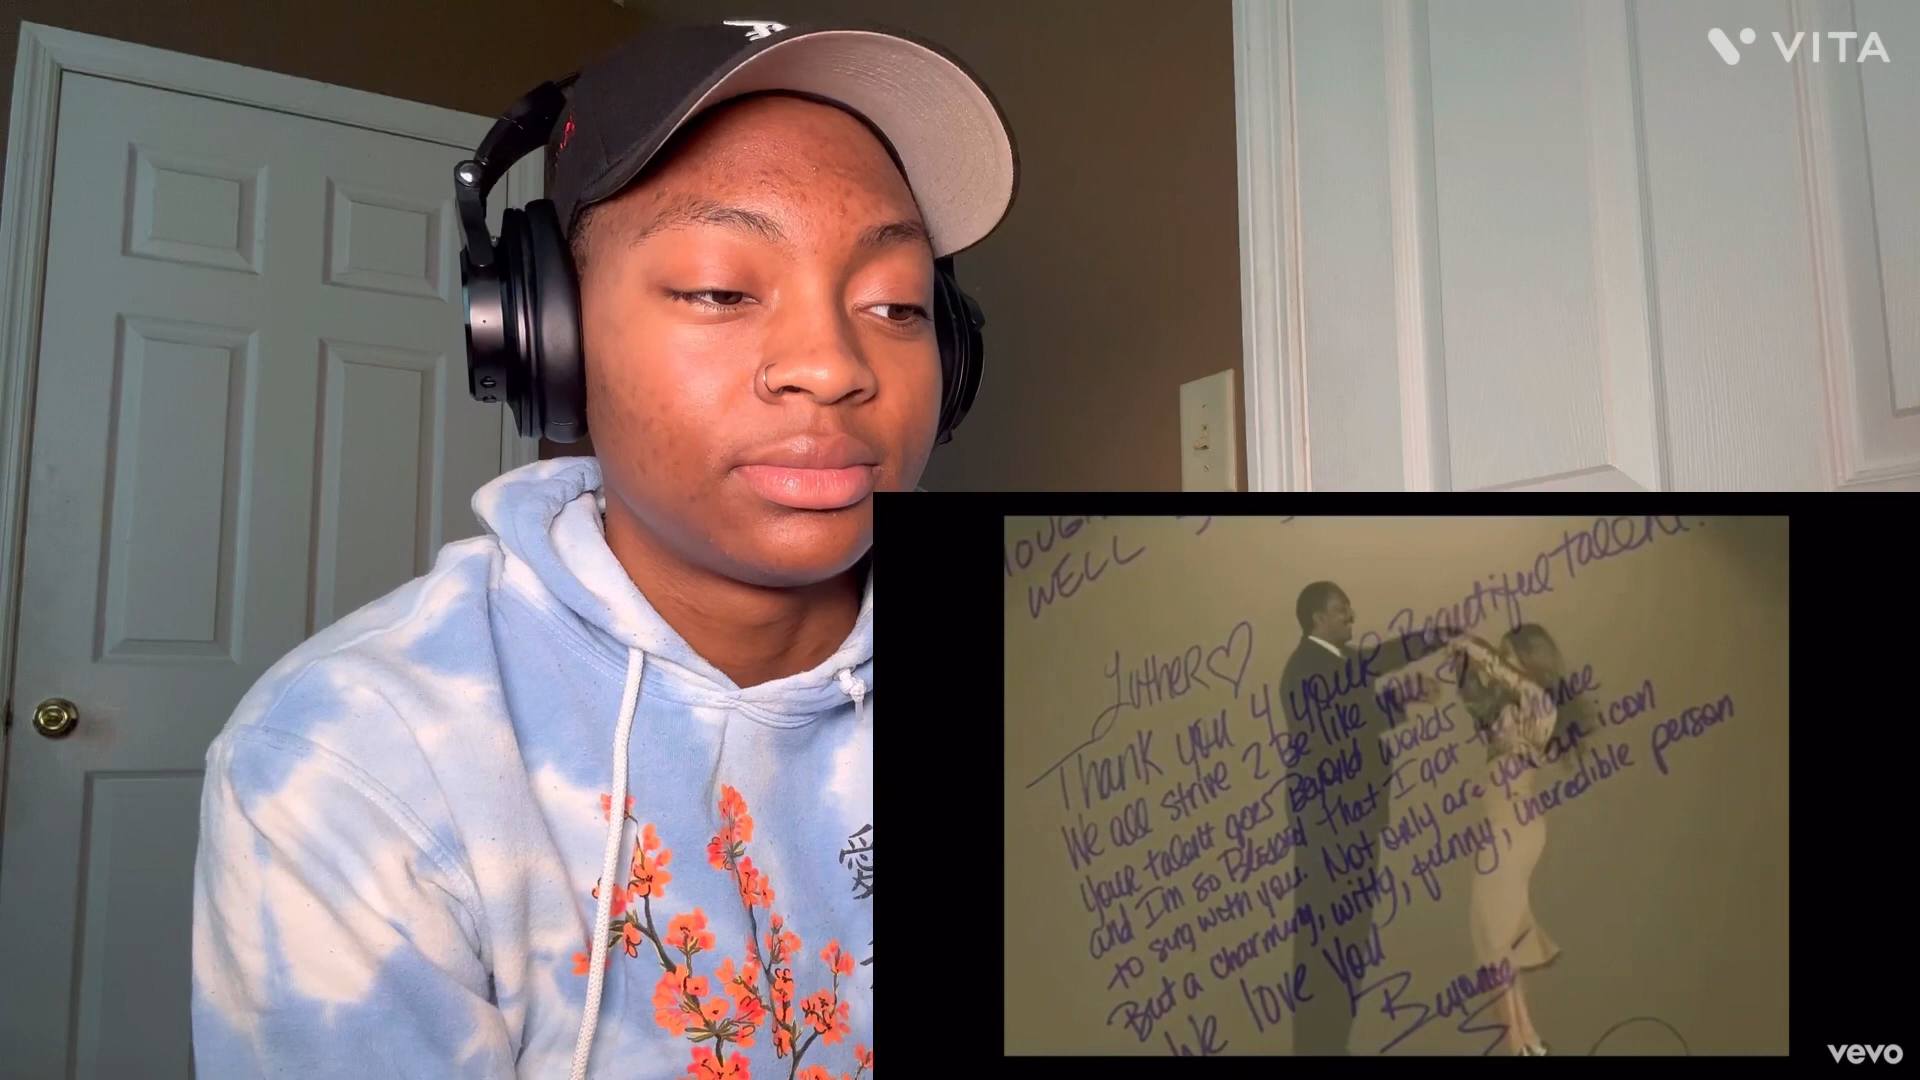 VITA
WELL
LutheR♡
Thank you 4 your Beautiful talent!
We all strive 2 Be like you ♡
your talent goes Beyond words
and I'm so Blessed that I got the chance
to sing with you. Not only are you an icon
But a charming, witty, funny, incredible person
We love you
Beyonce
愛
vevo